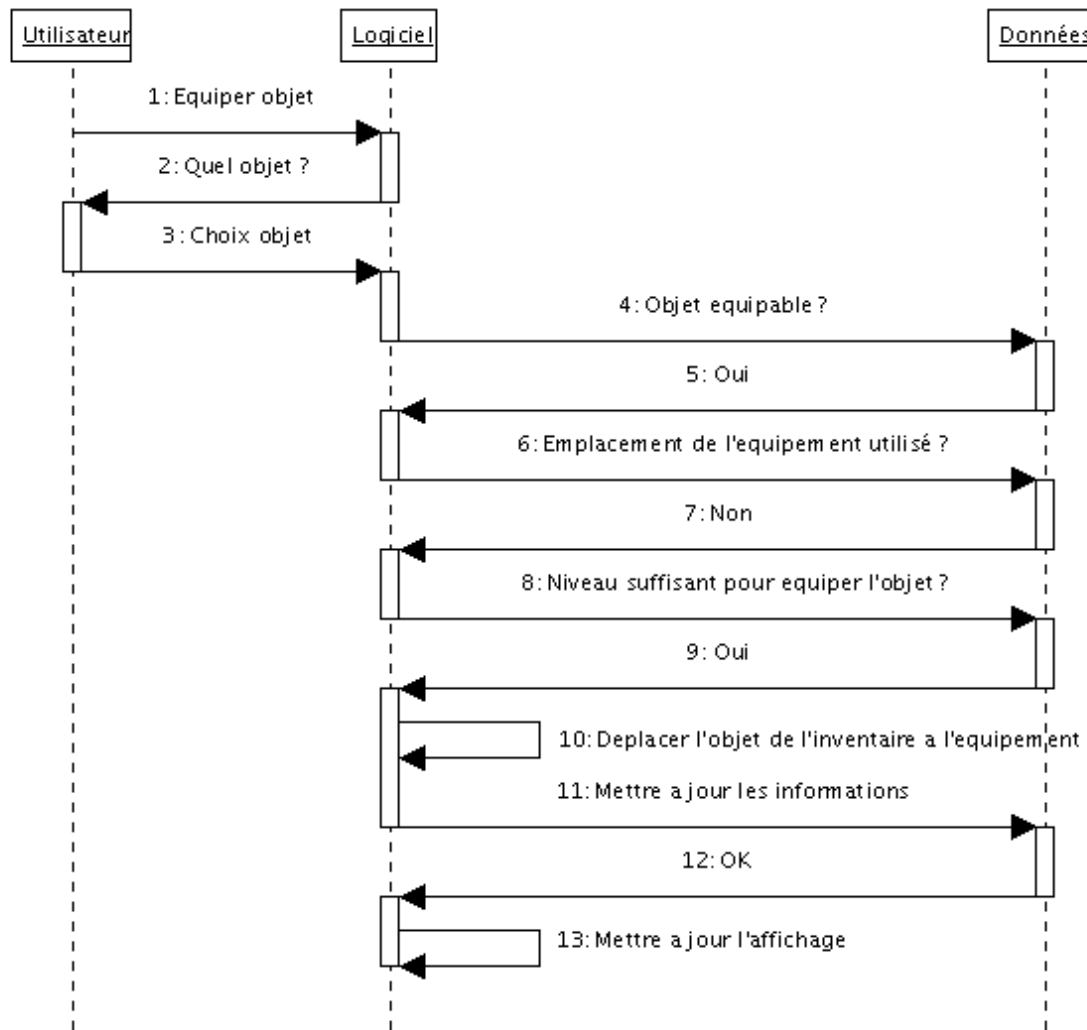 Utilisateur
Logiciel
Données
1: Equiper objet
2: Quel objet ?
3: Choix objet
4: Objet equipable ?
5: Oui
6: Emplacement de l'equipement utilisé ?
7: Non
8: Niveau suffisant pour equiper l'objet ?
9: Oui
10: Deplacer l'objet de l'inventaire a l'equipement
11: Mettre a jour les informations
12: OK
13: Mettre a jour l'affichage